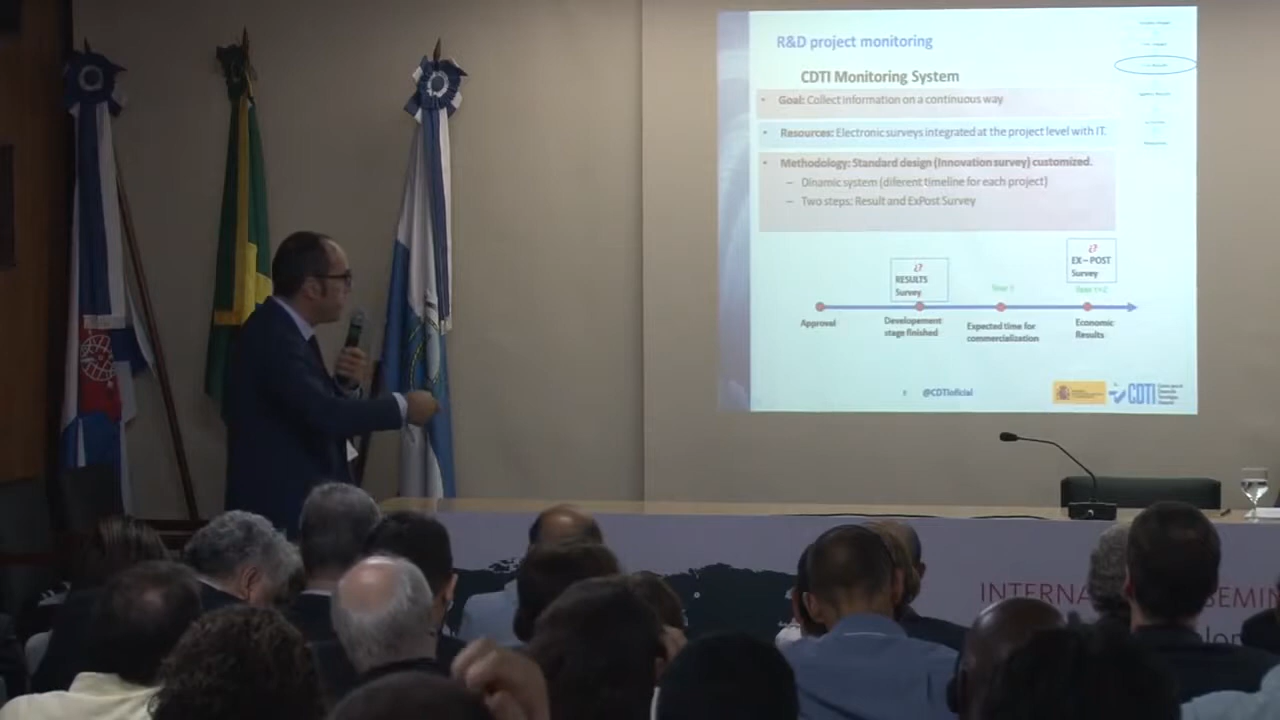 R&D project monitoring
CDTI Monitoring System
• Goal: Collect information on a continuous way
• Resources: Electronic surveys integrated at the project level with IT.
• Methodology: Standard design (Innovation survey) customized.
– Dinamic system (diferent timeline for each project)
– Two steps: Result and ExPost Survey
¿?
RESULTS
Survey
¿?
EX – POST
Survey
Approval
Developement
stage finished
Expected time for
commercialization
Economic
Results
@CDTIoficial
CDTI
INTERNA
SEMIN